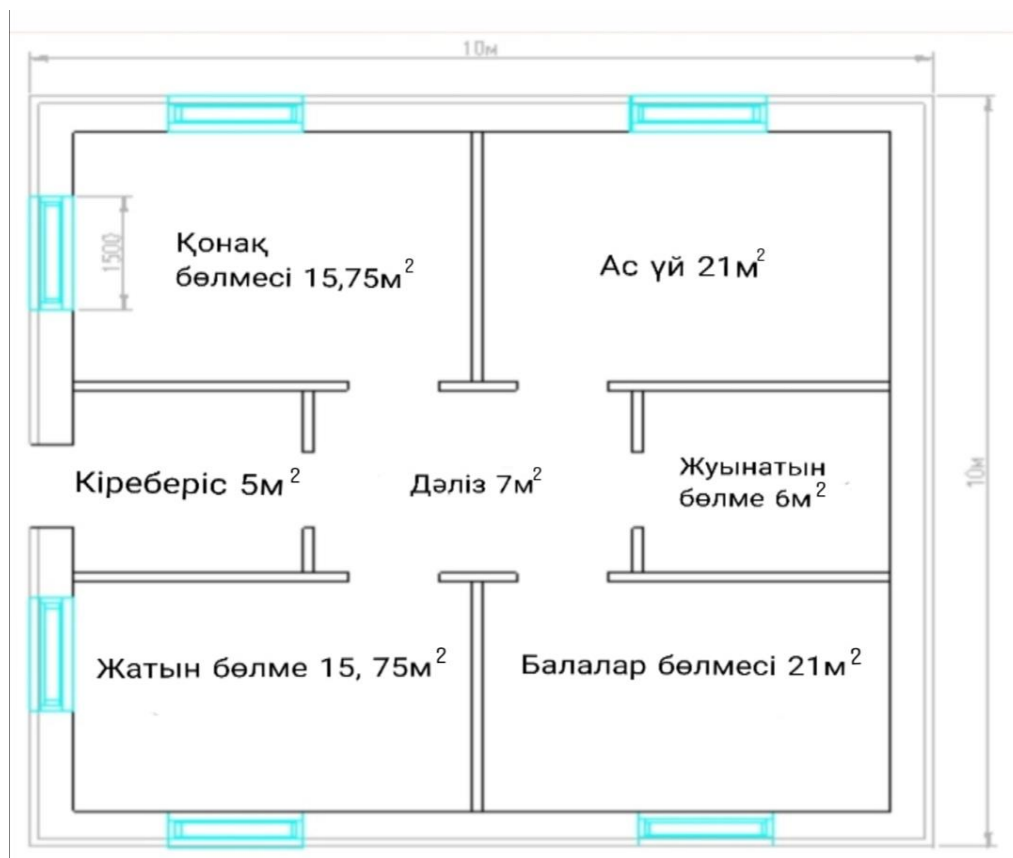 10м
1500
Қонақ
бөлмесі 15,75м²
Ас үй 21м²
Кіреберіс 5м²
Дәліз 7м²
Жуынатын
бөлме 6м²
10м
Жатын бөлме 15, 75м²
Балалар бөлмесі 21м²